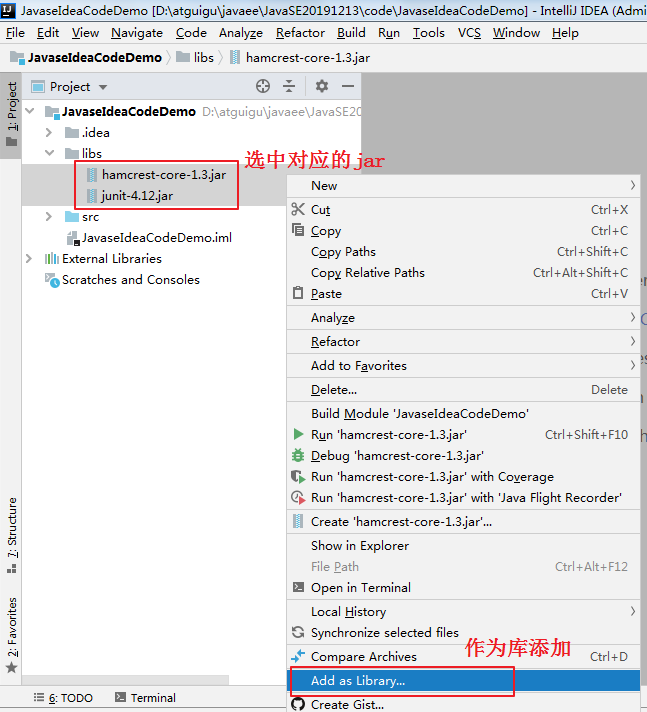 JavaseIdeaCodeDemo [D:\atguigu\javaee\JavaSE20191213\code\JavaseIdeaCodeDemo] - IntelliJ IDEA (Admi
File Edit View Navigate Code Analyze Refactor Build Run Tools VCS Window Help
JavaseIdeaCodeDemo libs hamcrest-core-1.3.jar
1: Project
Project
JavaseIdeaCodeDemo D:\atguigu\javaee\JavaSE20
.idea
libs
选中对应的jar
hamcrest-core-1.3.jar
junit-4.12.jar
src
JavaseIdeaCodeDemo.iml
External Libraries
Scratches and Consoles
New
Cut Ctrl+X
Copy Ctrl+C
Copy Paths Ctrl+Shift+C
Copy Relative Paths Ctrl+Alt+Shift+C
Paste Ctrl+V
Analyze
Refactor
Add to Favorites
Delete... Delete
Build Module 'JavaseIdeaCodeDemo'
Run 'hamcrest-core-1.3.jar' Ctrl+Shift+F10
Debug 'hamcrest-core-1.3.jar'
Run 'hamcrest-core-1.3.jar' with Coverage
Run 'hamcrest-core-1.3.jar' with 'Java Flight Recorder'
Create 'hamcrest-core-1.3.jar'...
Show in Explorer
File Path Ctrl+Alt+F12
Open in Terminal
Local History
Synchronize selected files
作为库添加
Compare Archives Ctrl+D
Add as Library...
Create Gist...
7: Structure
2: Favorites
6: TODO Terminal